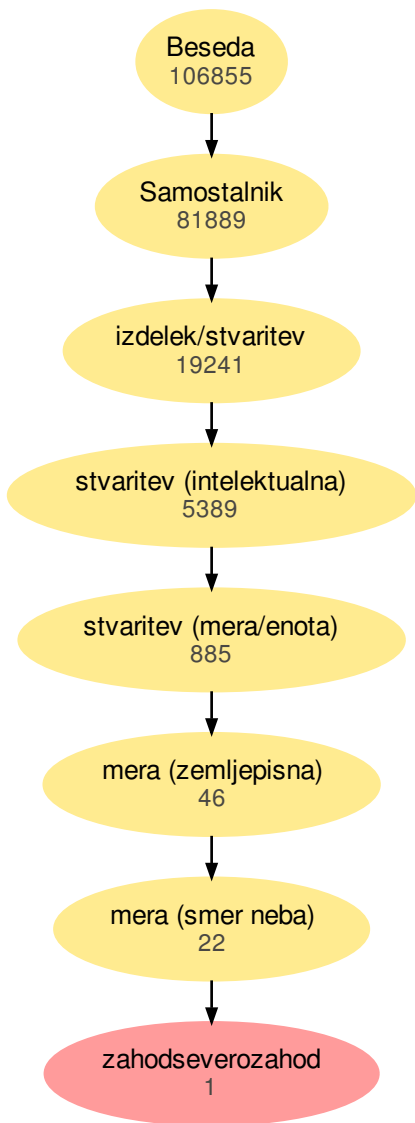 Beseda
106855
Samostalnik
81889
izdelek/stvaritev
19241
stvaritev (intelektualna)
5389
stvaritev (mera/enota)
885
mera (zemljepisna)
46
mera (smer neba)
22
zahodseverozahod
1